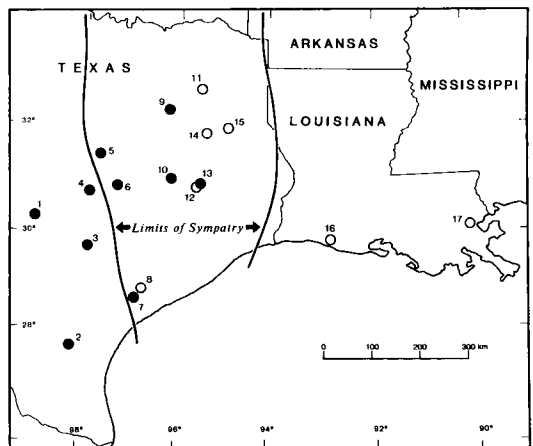 ARKANSAS
TEXAS
MISSISSIPPI
11
9
32°
LOUISIANA
15
14
5
10
13
4
6
12
1
17
30°
Limits of Sympatry
16
3
8
7
28°
2
0 100 200 300 km
98° 96° 94° 92° 90°